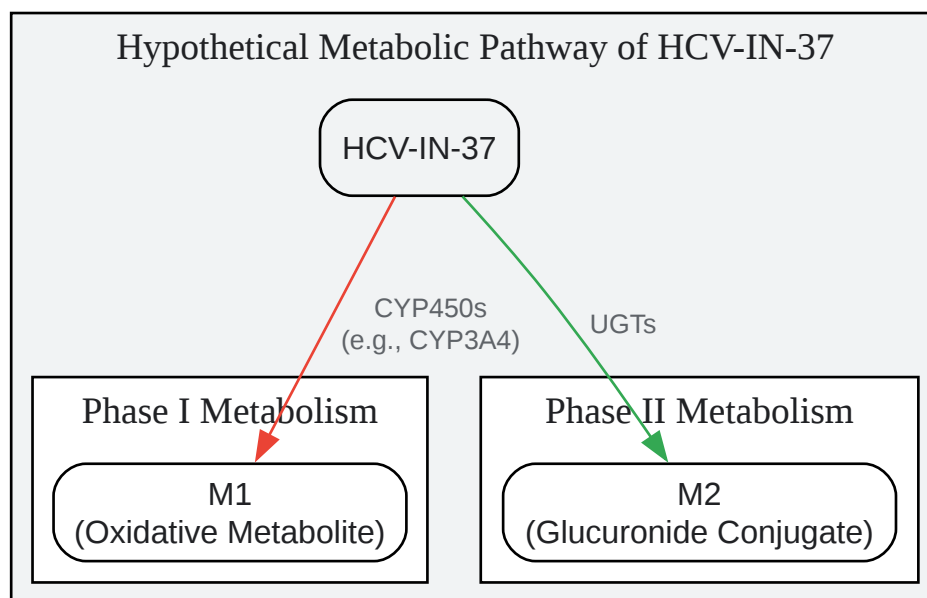 Hypothetical Metabolic Pathway of HCV-IN-37
HCV-IN-37
CYP450s
(e.g., CYP3A4)
UGTs
Phase I Metabolism
Phase II Metabolism
M1
(Oxidative Metabolite)
M2
(Glucuronide Conjugate)